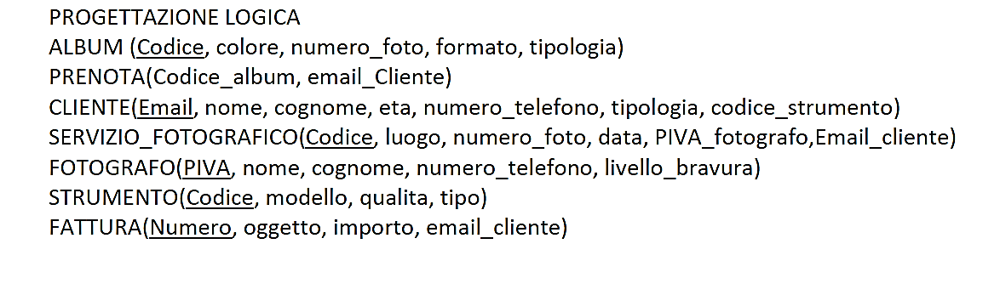 PROGETTAZIONE LOGICA
ALBUM (Codice, colore, numero_foto, formato, tipologia)
PRENOTA(Codice_album, email_Cliente)
CLIENTE(Email, nome, cognome, eta, numero_telefono, tipologia, codice_strumento)
SERVIZIO_FOTOGRAFICO(Codice, luogo, numero_foto, data, PIVA_fotografo,Email_cliente)
FOTOGRAFO(PIVA, nome, cognome, numero_telefono, livello_bravura)
STRUMENTO(Codice, modello, qualita, tipo)
FATTURA(Numero, oggetto, importo, email_cliente)